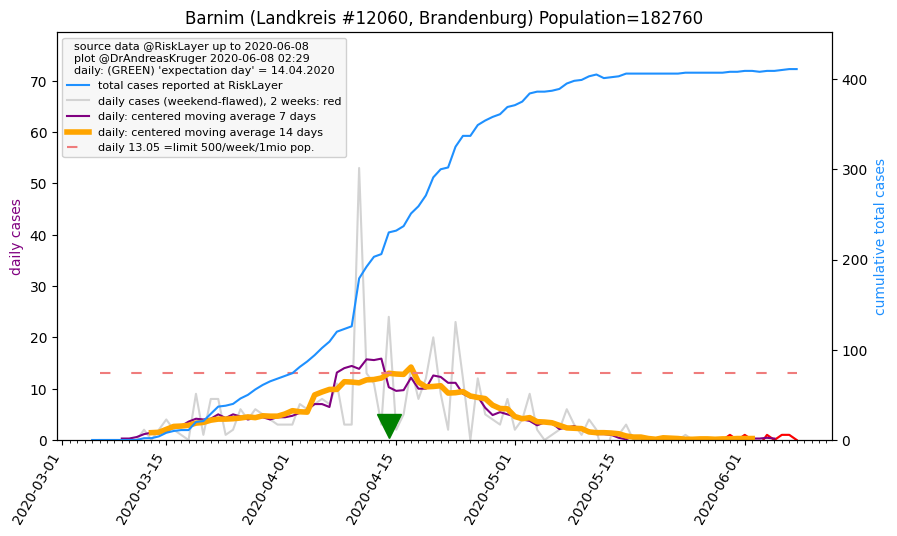 Barnim (Landkreis #12060, Brandenburg) Population=182760
source data @RiskLayer up to 2020-06-08
plot @DrAndreasKruger 2020-06-08 02:29
daily: (GREEN) 'expectation day' = 14.04.2020
total cases reported at RiskLayer
daily cases (weekend-flawed), 2 weeks: red
daily: centered moving average 7 days
daily: centered moving average 14 days
daily 13.05 =limit 500/week/1mio pop.
daily cases
70
60
50
40
30
20
10
0
400
300
200
100
0
cumulative total cases
2020-03-01
2020-03-15
2020-04-01
2020-04-15
2020-05-01
2020-05-15
2020-06-01